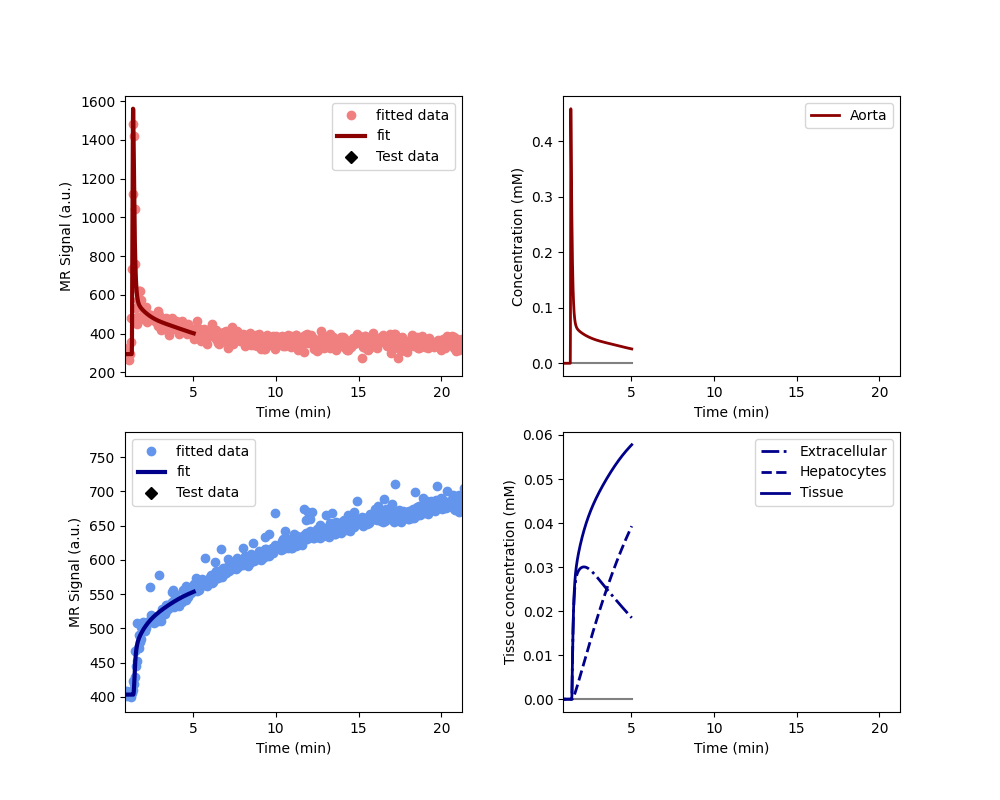 1600
1400
1200
1000
800
600
400
200
MR Signal (a.u.)
5
10
15
20
Time (min)
fitted data
fit
Test data
0.4
0.3
0.2
0.1
0.0
Concentration (mM)
5
10
15
20
Time (min)
Aorta
750
700
650
600
550
500
450
400
MR Signal (a.u.)
5
10
15
20
Time (min)
fitted data
fit
Test data
0.06
0.05
0.04
0.03
0.02
0.01
0.00
Tissue concentration (mM)
5
10
15
20
Time (min)
Extracellular
Hepatocytes
Tissue